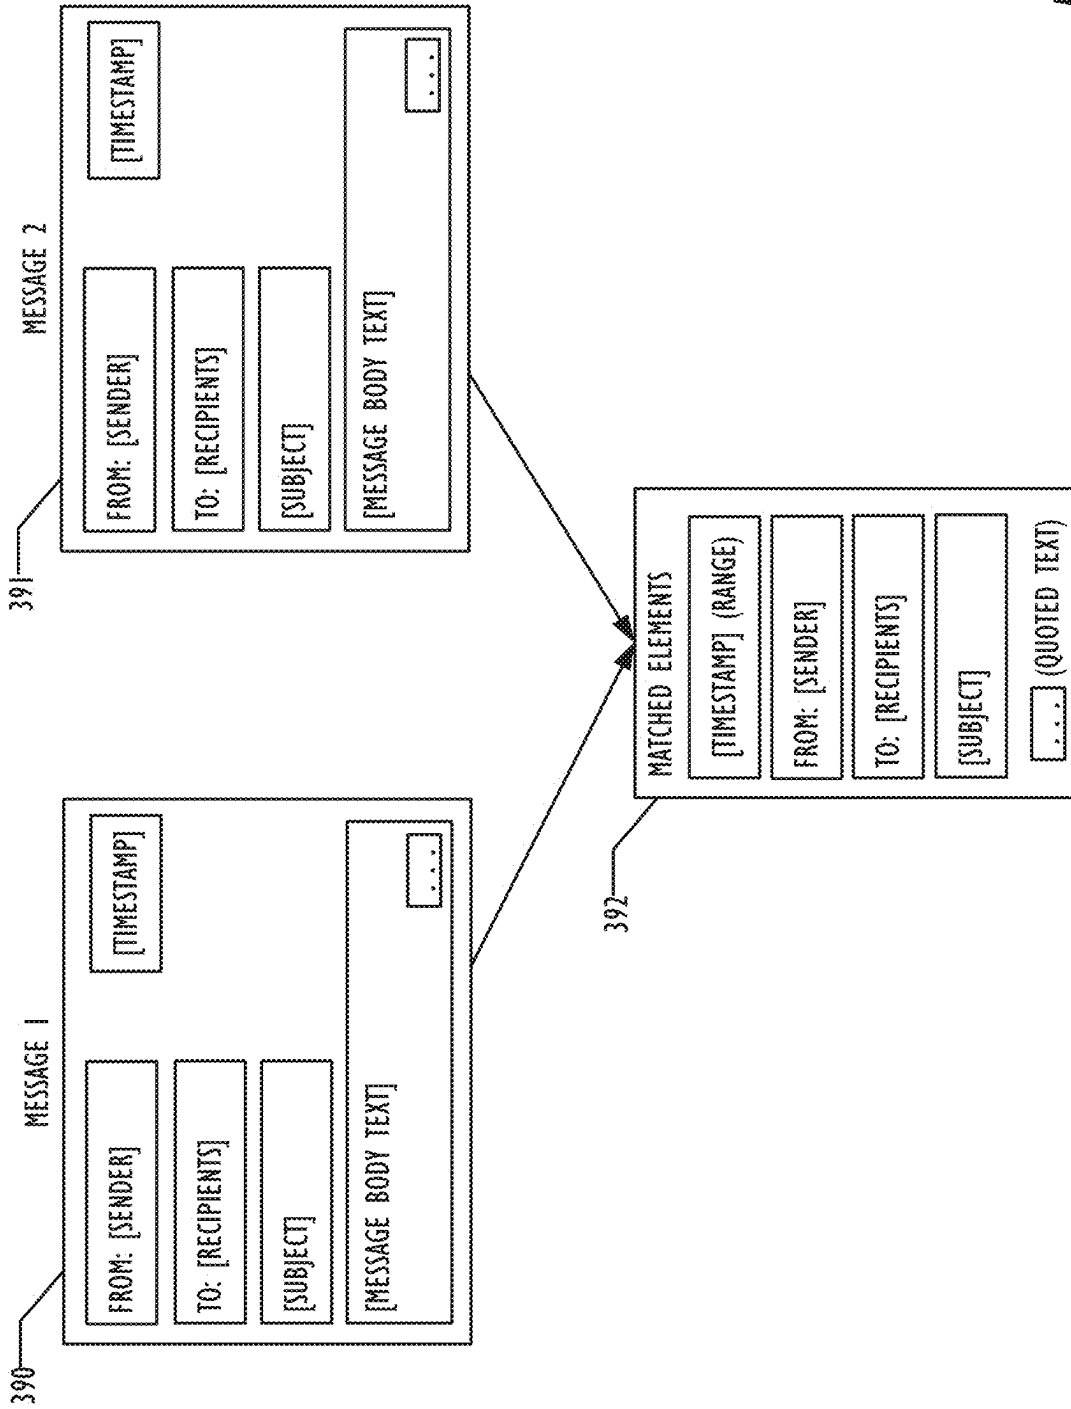 MESSAGE 1
390
FROM: [SENDER]
[TIMESTAMP]
TO: [RECIPIENTS]
[SUBJECT]
[MESSAGE BODY TEXT]
...
MESSAGE 2
391
FROM: [SENDER]
[TIMESTAMP]
TO: [RECIPIENTS]
[SUBJECT]
[MESSAGE BODY TEXT]
...
392
MATCHED ELEMENTS
[TIMESTAMP] (RANGE)
FROM: [SENDER]
TO: [RECIPIENTS]
[SUBJECT]
... (QUOTED TEXT)